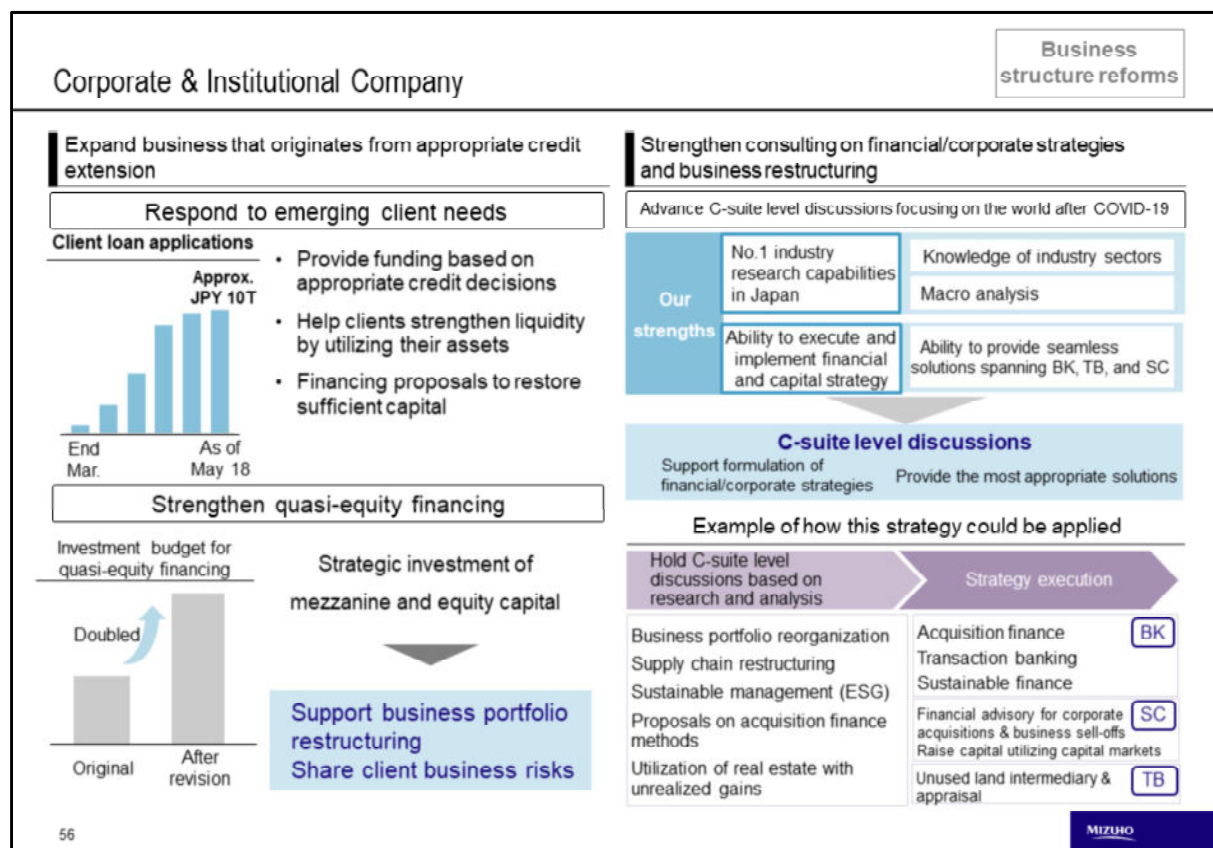 Business
structure reforms
Corporate & Institutional Company
Expand business that originates from appropriate credit
extension
Respond to emerging client needs
Client loan applications
Approx.
JPY 10T
End
Mar.
As of
May 18
• Provide funding based on
appropriate credit decisions
• Help clients strengthen liquidity
by utilizing their assets
• Financing proposals to restore
sufficient capital
Strengthen quasi-equity financing
Investment budget for
quasi-equity financing
Doubled
Original
After
revision
Strategic investment of
mezzanine and equity capital
Support business portfolio
restructuring
Share client business risks
Strengthen consulting on financial/corporate strategies
and business restructuring
Advance C-suite level discussions focusing on the world after COVID-19
Our
strengths
No.1 industry
research capabilities
in Japan
Knowledge of industry sectors
Macro analysis
Ability to execute and
implement financial
and capital strategy
Ability to provide seamless
solutions spanning BK, TB, and SC
C-suite level discussions
Support formulation of
financial/corporate strategies
Provide the most appropriate solutions
Example of how this strategy could be applied
Hold C-suite level
discussions based on
research and analysis
Strategy execution
Business portfolio reorganization
Supply chain restructuring
Sustainable management (ESG)
Proposals on acquisition finance
methods
Utilization of real estate with
unrealized gains
Acquisition finance
BK
Transaction banking
Sustainable finance
Financial advisory for corporate
SC
acquisitions & business sell-offs
Raise capital utilizing capital markets
Unused land intermediary &
TB
appraisal
56
MIZUHO